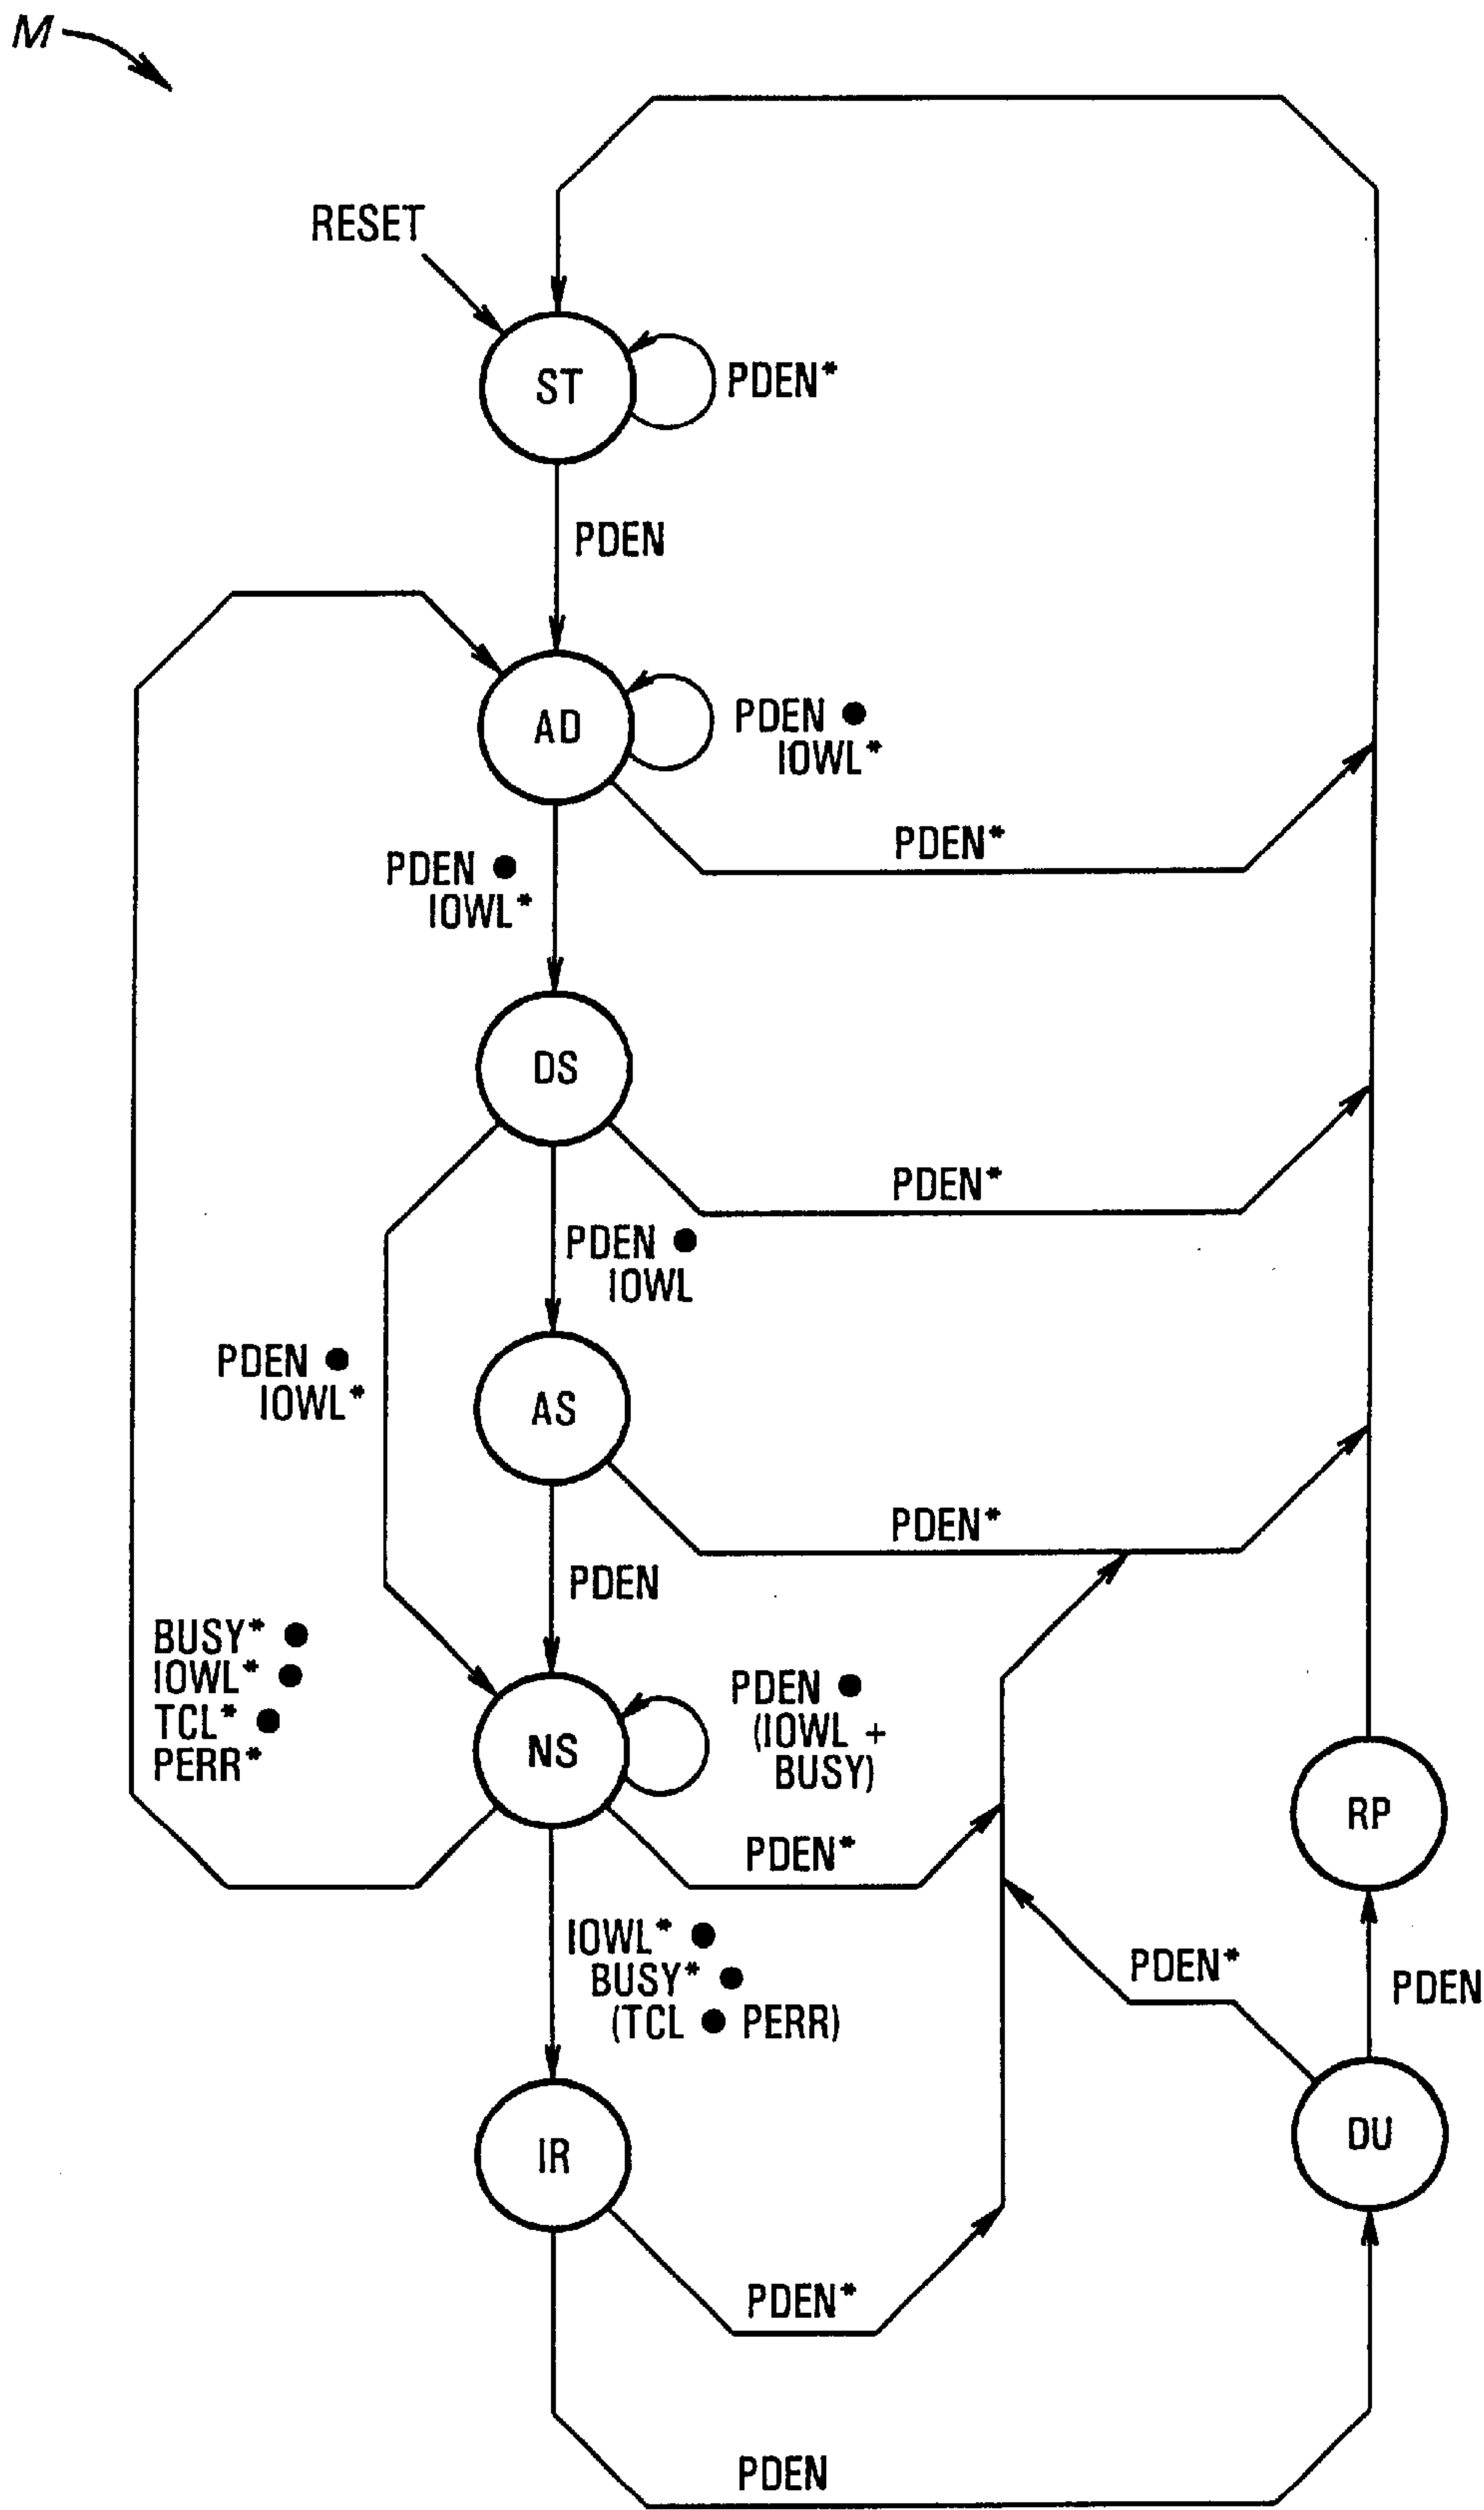 M
RESET
ST
PDEN*
PDEN
AD
PDEN ●
IOWL*
PDEN*
PDEN ●
IOWL*
DS
PDEN*
PDEN ●
IOWL
PDEN ●
IOWL*
AS
PDEN*
PDEN
BUSY* ●
IOWL* ●
TCL* ●
PERR*
NS
PDEN ●
(IOWL +
BUSY)
RP
PDEN*
IOWL* ●
BUSY* ●
(TCL ● PERR)
PDEN*
PDEN
DU
IR
PDEN*
PDEN